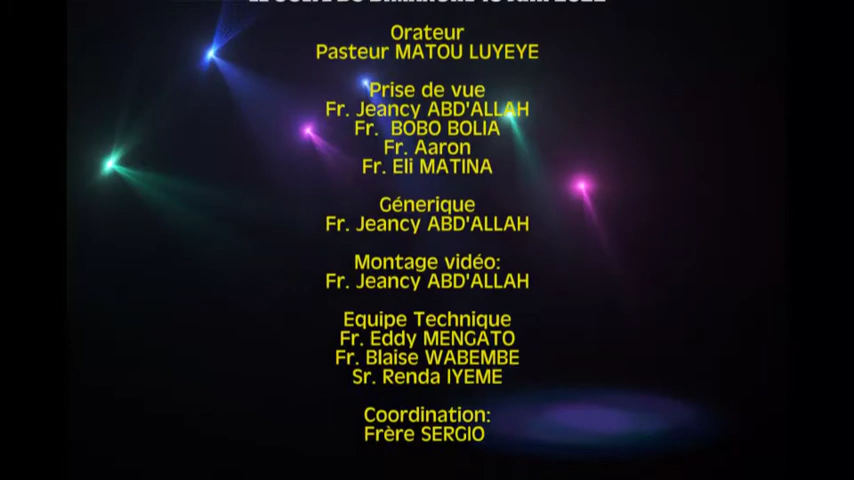 Orateur
Pasteur MATOU LUYEYE
Prise de vue
Fr. Jeancy ABD'ALLAH
Fr. BOBO BOLIA
Fr. Aaron
Fr. Eli MATINA
Génerique
Fr. Jeancy ABD'ALLAH
Montage vidéo:
Fr. Jeancy ABD'ALLAH
Equipe Technique
Fr. Eddy MENGATO
Fr. Blaise WABEMBE
Sr. Renda IYEME
Coordination:
Frère SERGIO